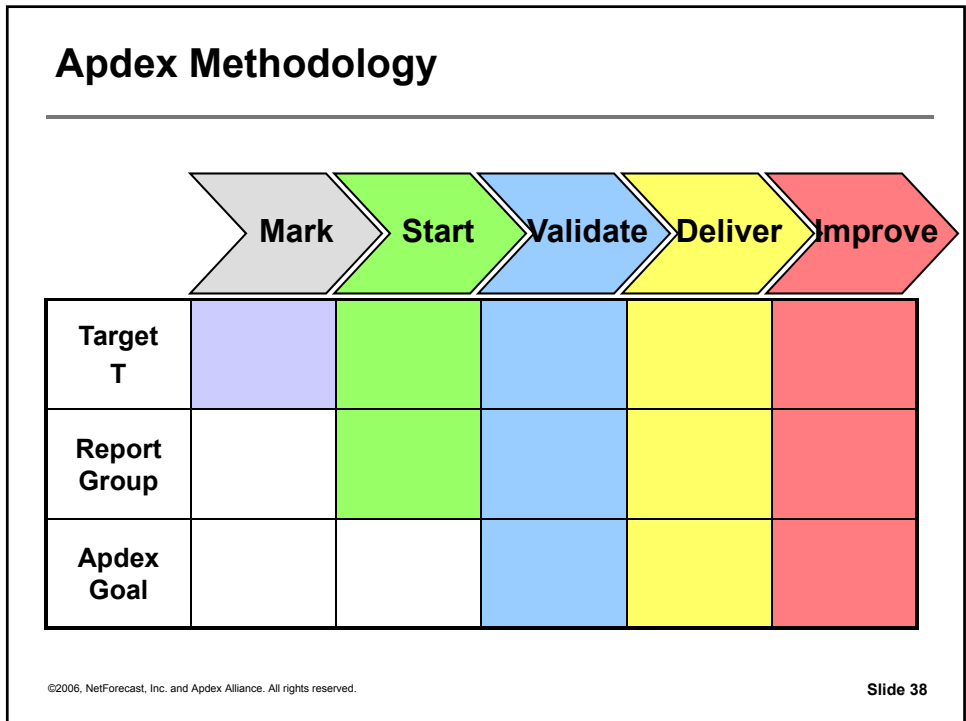 Apdex Methodology
Mark Start Validate Deliver Improve
Target
T
Report
Group
Apdex
Goal
©2006, NetForecast, Inc. and Apdex Alliance. All rights reserved.
Slide 38